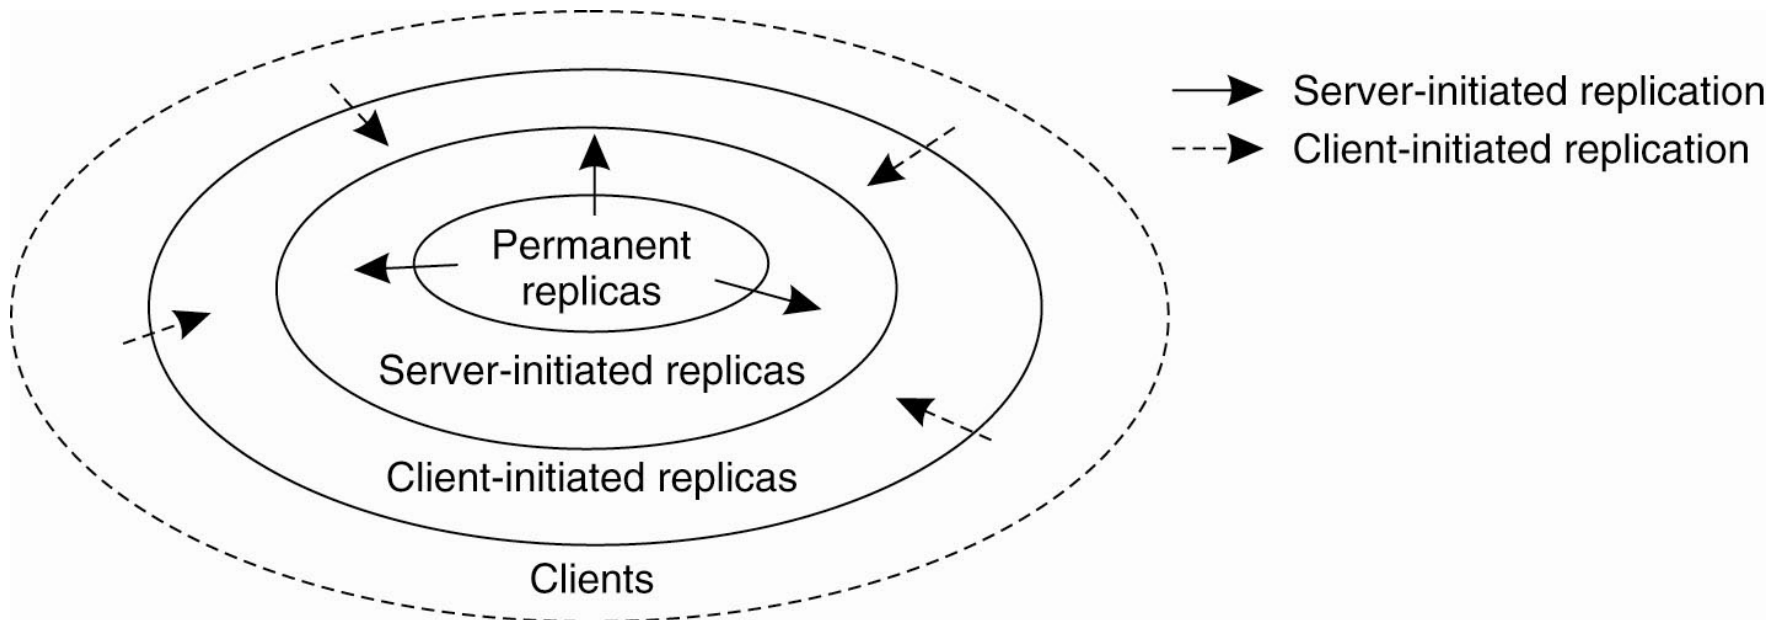 Server-initiated replication
Client-initiated replication
Permanent
replicas
Server-initiated replicas
Client-initiated replicas
Clients